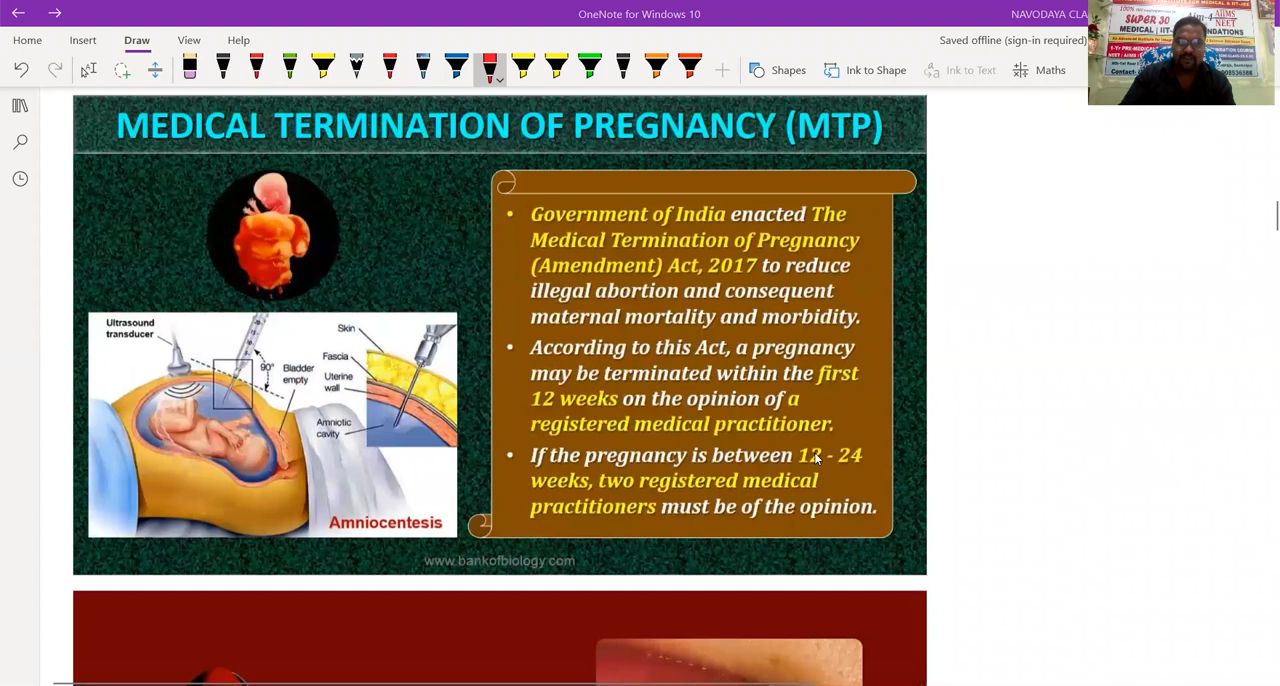 OneNote for Windows 10
NAVODAYA CLA
Home Insert Draw View Help
Saved offline (sign-in required)
Shapes
Ink to Shape
Ink to Text
Maths
SUPER 30
AIIMS
NEET
MEDICAL TERMINATION OF PREGNANCY (MTP)
Ultrasound
transducer
90°
Bladder
empty
Skin
Fascia
Uterine
wall
Amniotic
cavity
Amniocentesis
• Government of India enacted The
Medical Termination of Pregnancy
(Amendment) Act, 2017 to reduce
illegal abortion and consequent
maternal mortality and morbidity.
• According to this Act, a pregnancy
may be terminated within the first
12 weeks on the opinion of a
registered medical practitioner.
• If the pregnancy is between 12 - 24
weeks, two registered medical
practitioners must be of the opinion.
www.bankofbiology.com